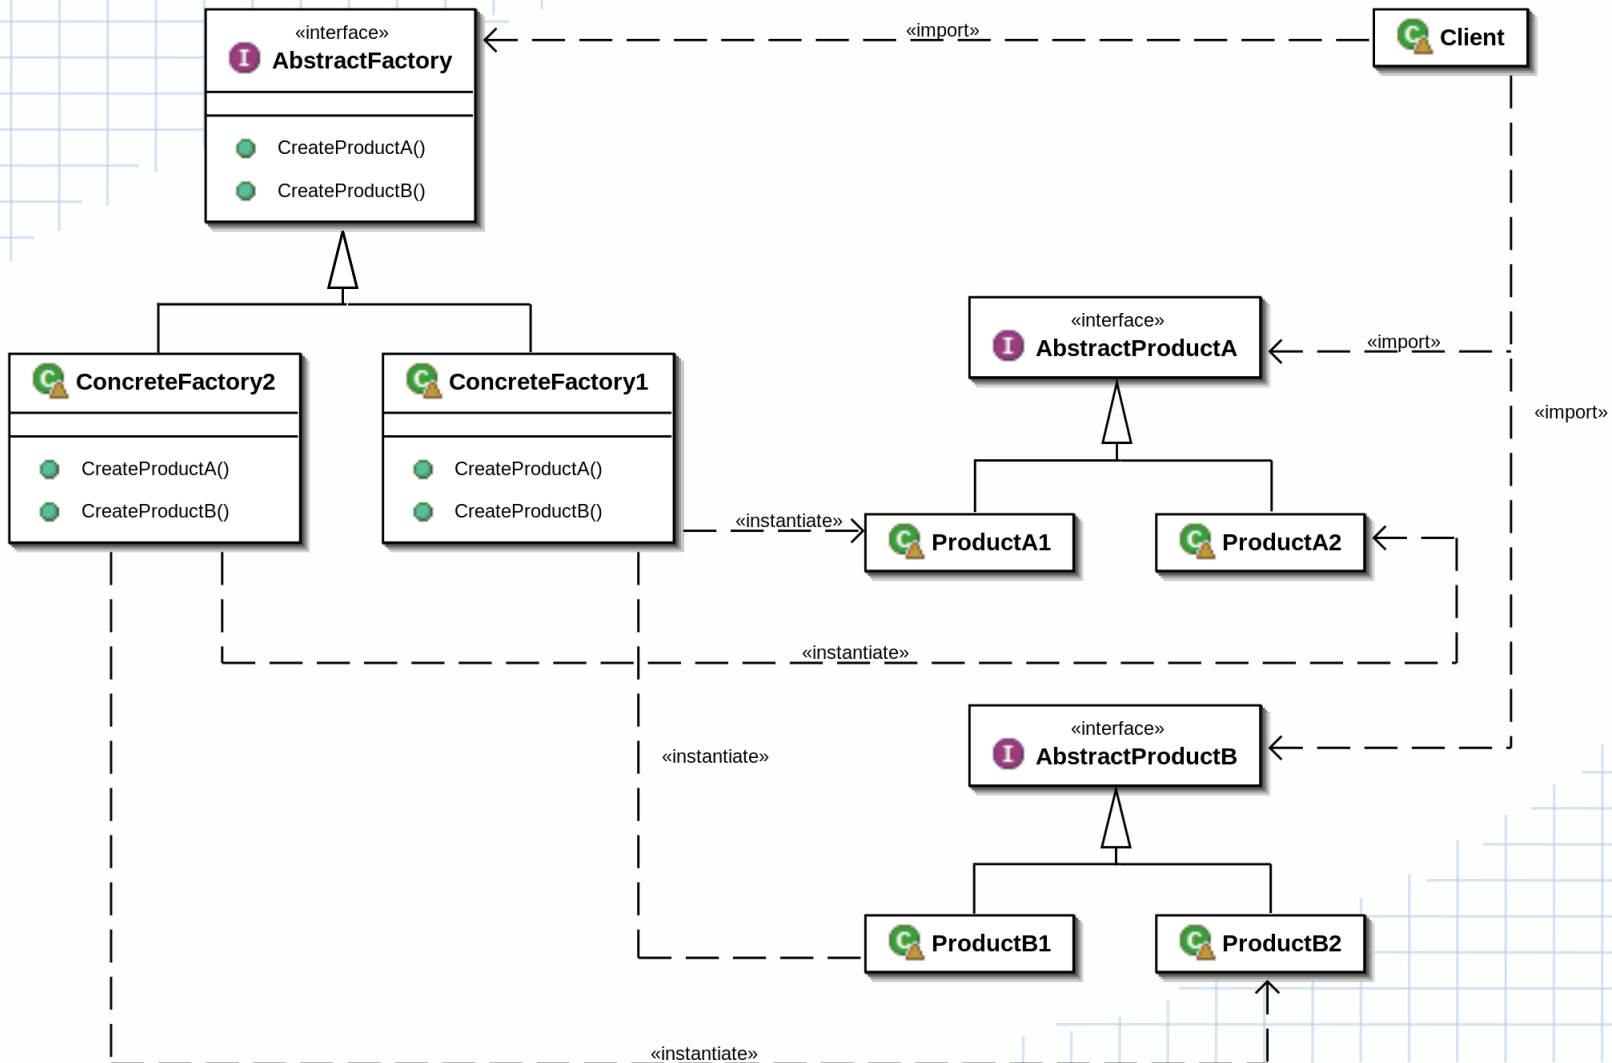 «interface»
I AbstractFactory
CreateProductA()
CreateProductB()
«import»
C Client
C ConcreteFactory2
CreateProductA()
CreateProductB()
C ConcreteFactory1
CreateProductA()
CreateProductB()
«interface»
I AbstractProductA
«import»
«import»
«instantiate»
C ProductA1
C ProductA2
«instantiate»
«interface»
I AbstractProductB
«instantiate»
C ProductB1
C ProductB2
«instantiate»